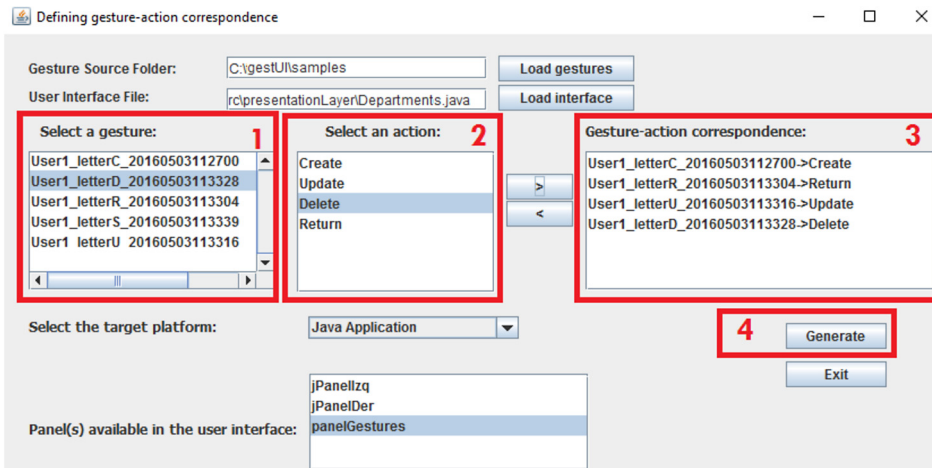 Defining gesture-action correspondence
Gesture Source Folder: C:\gestUI\samples Load gestures
User Interface File: rc\presentationLayer\Departments.java Load interface
Select a gesture: 1
User1_letterC_20160503112700
User1_letterD_20160503113328
User1_letterR_20160503113304
User1_letterS_20160503113339
User1_letterU_20160503113316
Select an action: 2
Create
Update
Delete
Return
>
<
Gesture-action correspondence: 3
User1_letterC_20160503112700->Create
User1_letterR_20160503113304->Return
User1_letterU_20160503113316->Update
User1_letterD_20160503113328->Delete
Select the target platform: Java Application
4 Generate
Exit
Panel(s) available in the user interface:
jPanelIzq
jPanelDer
panelGestures